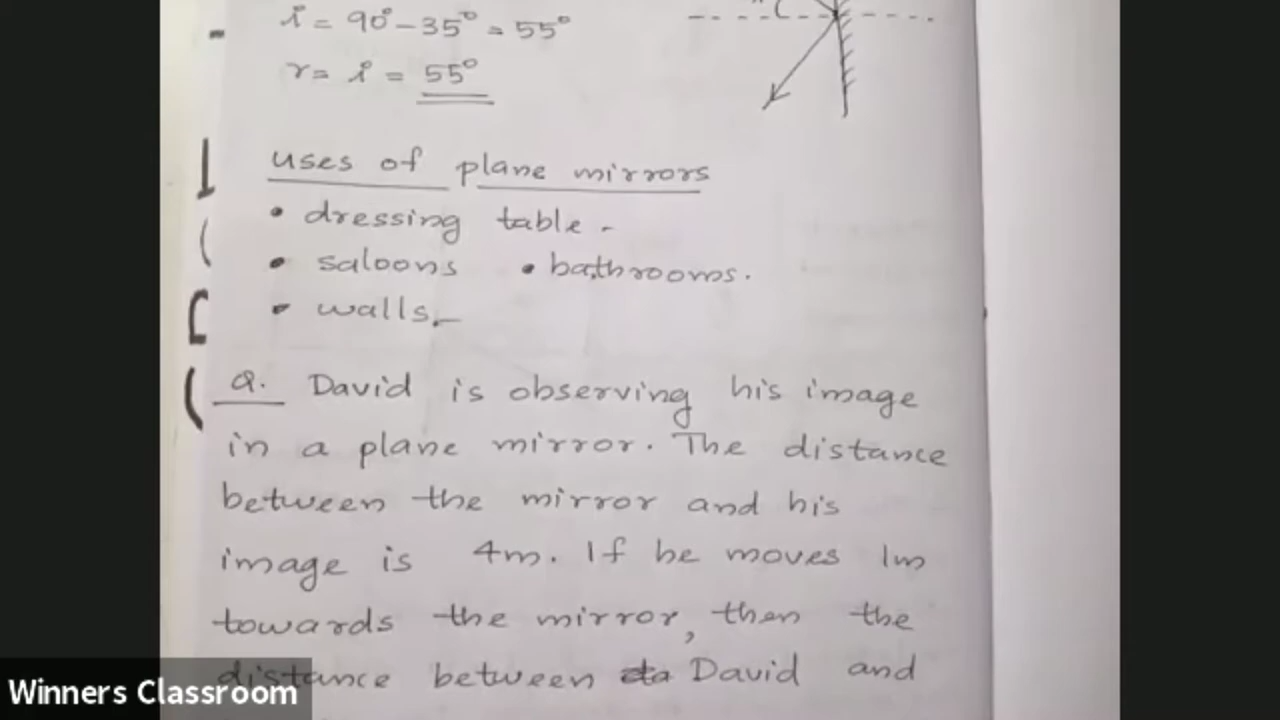 i = 90° - 35° = 55°
r = i = 55°
uses of plane mirrors
• dressing table.
• saloons • bathrooms.
• walls.
Q. David is observing his image
in a plane mirror. The distance
between the mirror and his
image is 4m. If he moves 1m
towards the mirror, then the
distance between David and
Winners Classroom